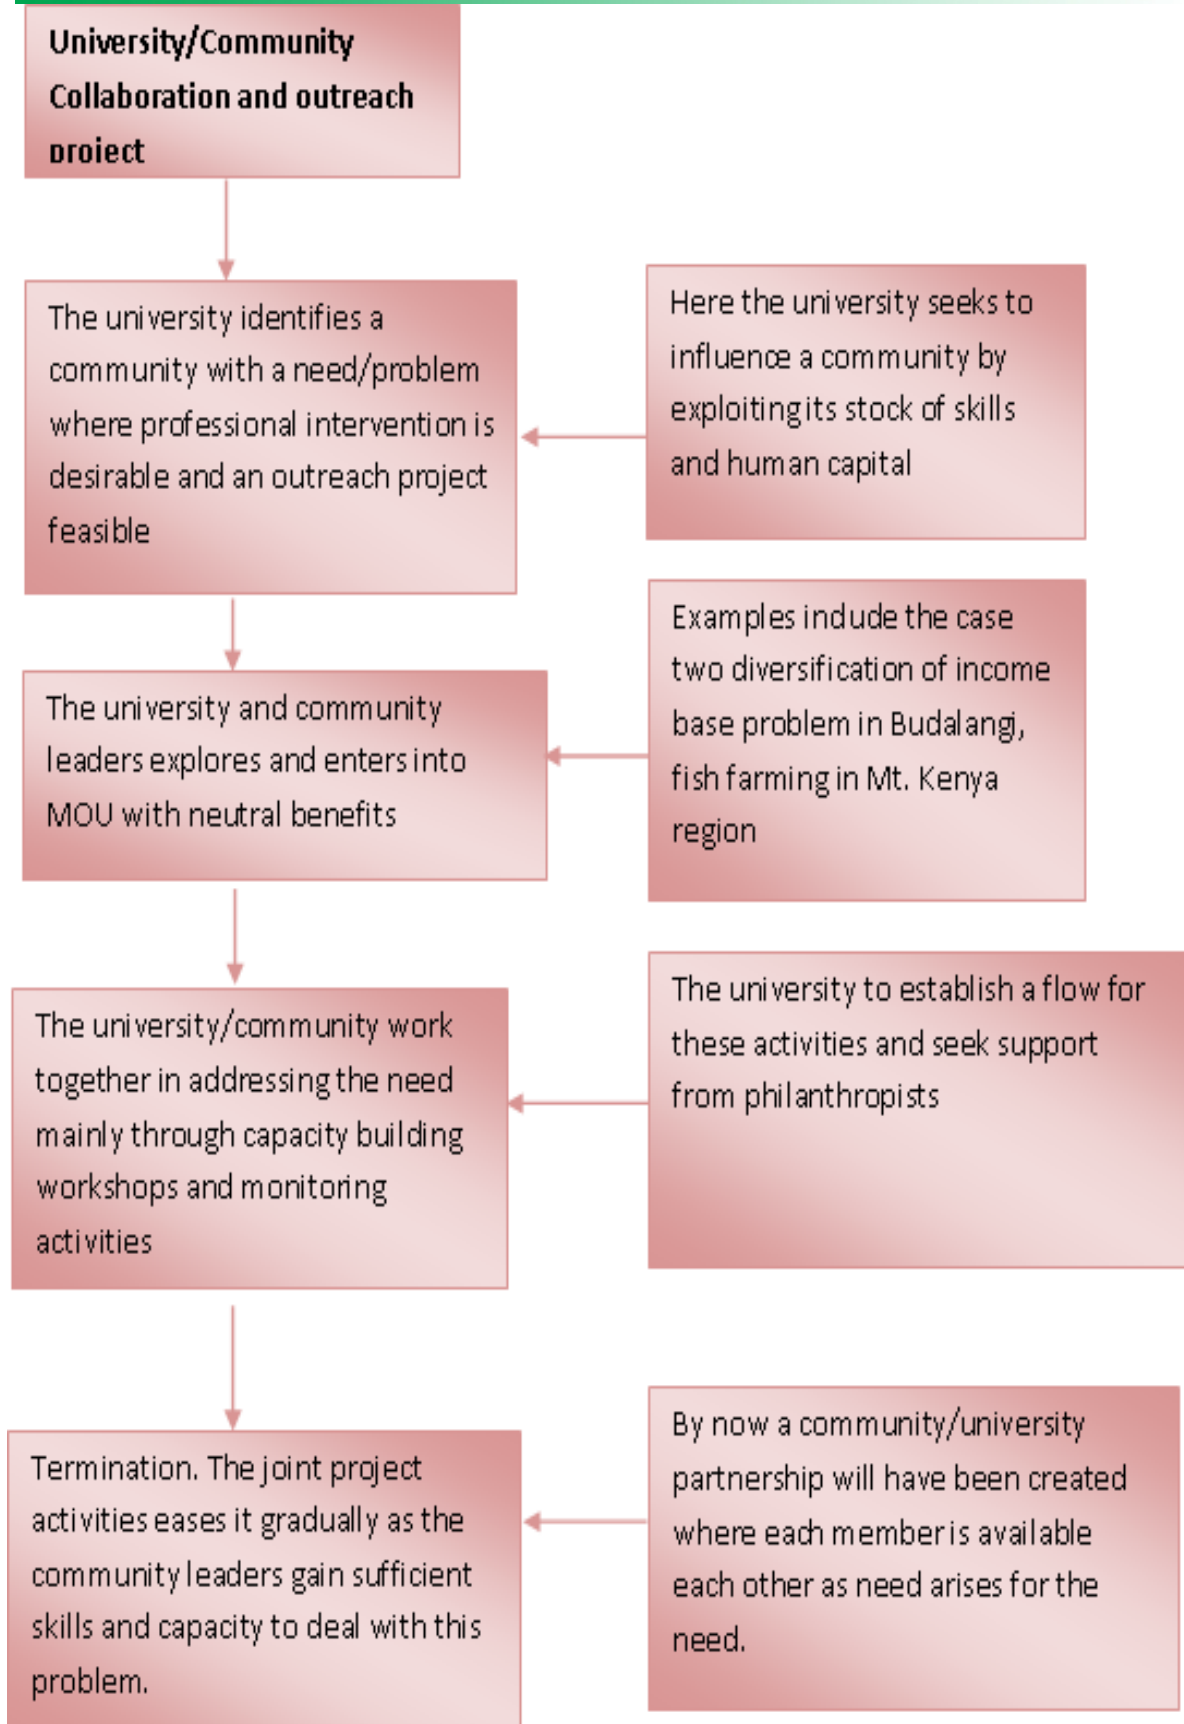 University/Community
Collaboration and outreach
project
The university identifies a
community with a need/problem
where professional intervention is
desirable and an outreach project
feasible
Here the university seeks to
influence a community by
exploiting its stock of skills
and human capital
The university and community
leaders explores and enters into
MOU with neutral benefits
Examples include the case
two diversification of income
base problem in Budalangi,
fish farming in Mt. Kenya
region
The university/community work
together in addressing the need
mainly through capacity building
workshops and monitoring
activities
The university to establish a flow for
these activities and seek support
from philanthropists
Termination. The joint project
activities eases it gradually as the
community leaders gain sufficient
skills and capacity to deal with this
problem.
By now a community/university
partnership will have been created
where each member is available
each other as need arises for the
need.